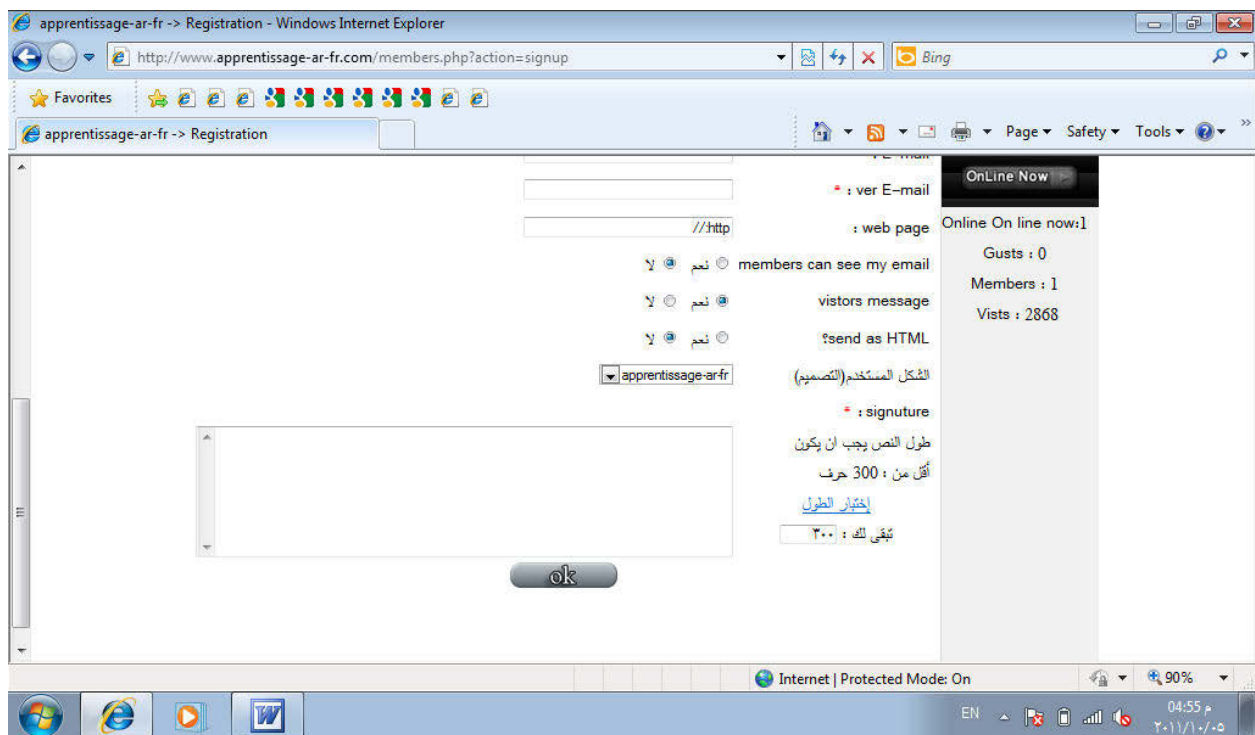 apprentissage-ar-fr -> Registration - Windows Internet Explorer
http://www.apprentissage-ar-fr.com/members.php?action=signup
Bing
Favorites
apprentissage-ar-fr -> Registration
Page Safety Tools
* : ver E-mail
//:http
: web page
members can see my email نعم لا
vistors message نعم لا
?send as HTML نعم لا
الشكل المستخدم(التصميم)
apprentissage-ar-fr
* : signuture
طول النص يجب ان يكون
أقل من : 300 حرف
إختبار الطول
تبقى لك : ٣٠٠
ok
OnLine Now
Online On line now:1
Gusts : 0
Members : 1
Vists : 2868
Internet | Protected Mode: On
90%
EN
04:55 م
٢٠١١/١٠/٠٥